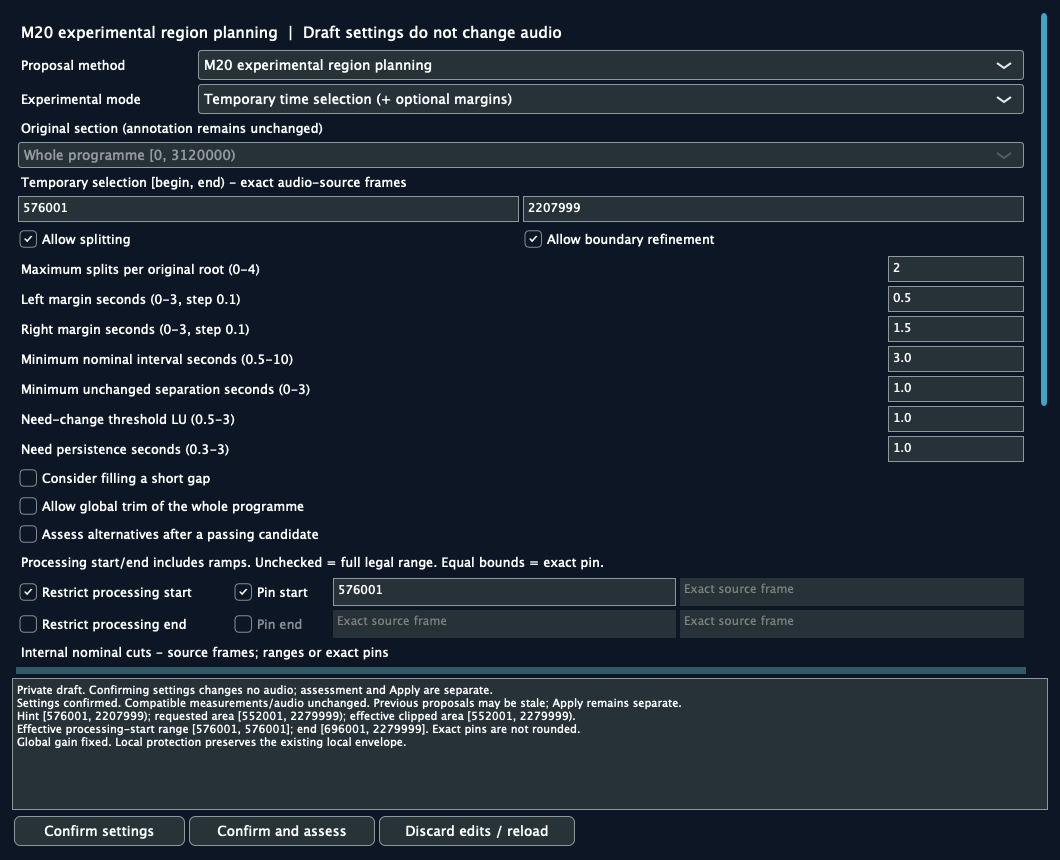 M20 experimental region planning | Draft settings do not change audio
Proposal method M20 experimental region planning
Experimental mode Temporary time selection (+ optional margins)
Original section (annotation remains unchanged)
Whole programme [0, 3120000)
Temporary selection [begin, end) - exact audio-source frames
576001 2207999
Allow splitting Allow boundary refinement
Maximum splits per original root (0-4) 2
Left margin seconds (0-3, step 0.1) 0.5
Right margin seconds (0-3, step 0.1) 1.5
Minimum nominal interval seconds (0.5-10) 3.0
Minimum unchanged separation seconds (0-3) 1.0
Need-change threshold LU (0.5-3) 1.0
Need persistence seconds (0.3-3) 1.0
Consider filling a short gap
Allow global trim of the whole programme
Assess alternatives after a passing candidate
Processing start/end includes ramps. Unchecked = full legal range. Equal bounds = exact pin.
Restrict processing start Pin start 576001 Exact source frame
Restrict processing end Pin end Exact source frame Exact source frame
Internal nominal cuts - source frames; ranges or exact pins
Private draft. Confirming settings changes no audio; assessment and Apply are separate.
Settings confirmed. Compatible measurements/audio unchanged. Previous proposals may be stale; Apply remains separate.
Hint [576001, 2207999); requested area [552001, 2279999); effective clipped area [552001, 2279999).
Effective processing-start range [576001, 576001]; end [696001, 2279999]. Exact pins are not rounded.
Global gain fixed. Local protection preserves the existing local envelope.
Confirm settings Confirm and assess Discard edits / reload